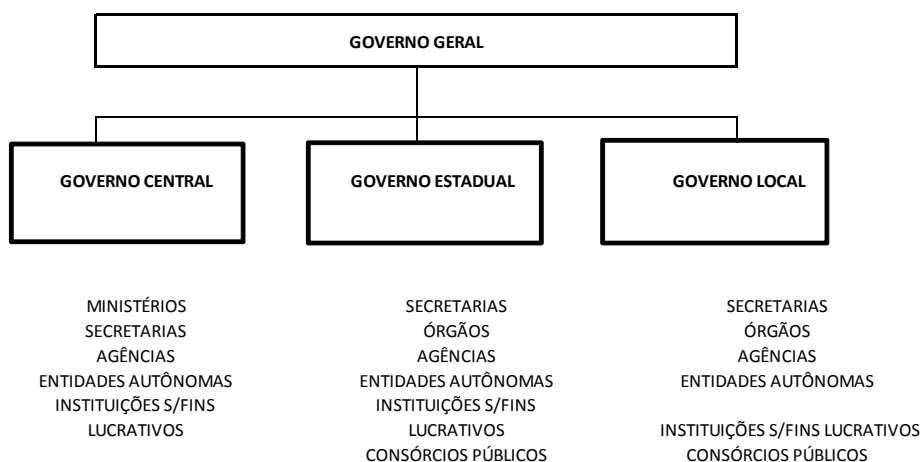 GOVERNO GERAL
GOVERNO CENTRAL
GOVERNO ESTADUAL
GOVERNO LOCAL
MINISTÉRIOS
SECRETARIAS
AGÊNCIAS
ENTIDADES AUTÔNOMAS
INSTITUIÇÕES S/FINS
LUCRATIVOS
SECRETARIAS
ÓRGÃOS
AGÊNCIAS
ENTIDADES AUTÔNOMAS
INSTITUIÇÕES S/FINS
LUCRATIVOS
CONSÓRCIOS PÚBLICOS
SECRETARIAS
ÓRGÃOS
AGÊNCIAS
ENTIDADES AUTÔNOMAS
INSTITUIÇÕES S/FINS LUCRATIVOS
CONSÓRCIOS PÚBLICOS